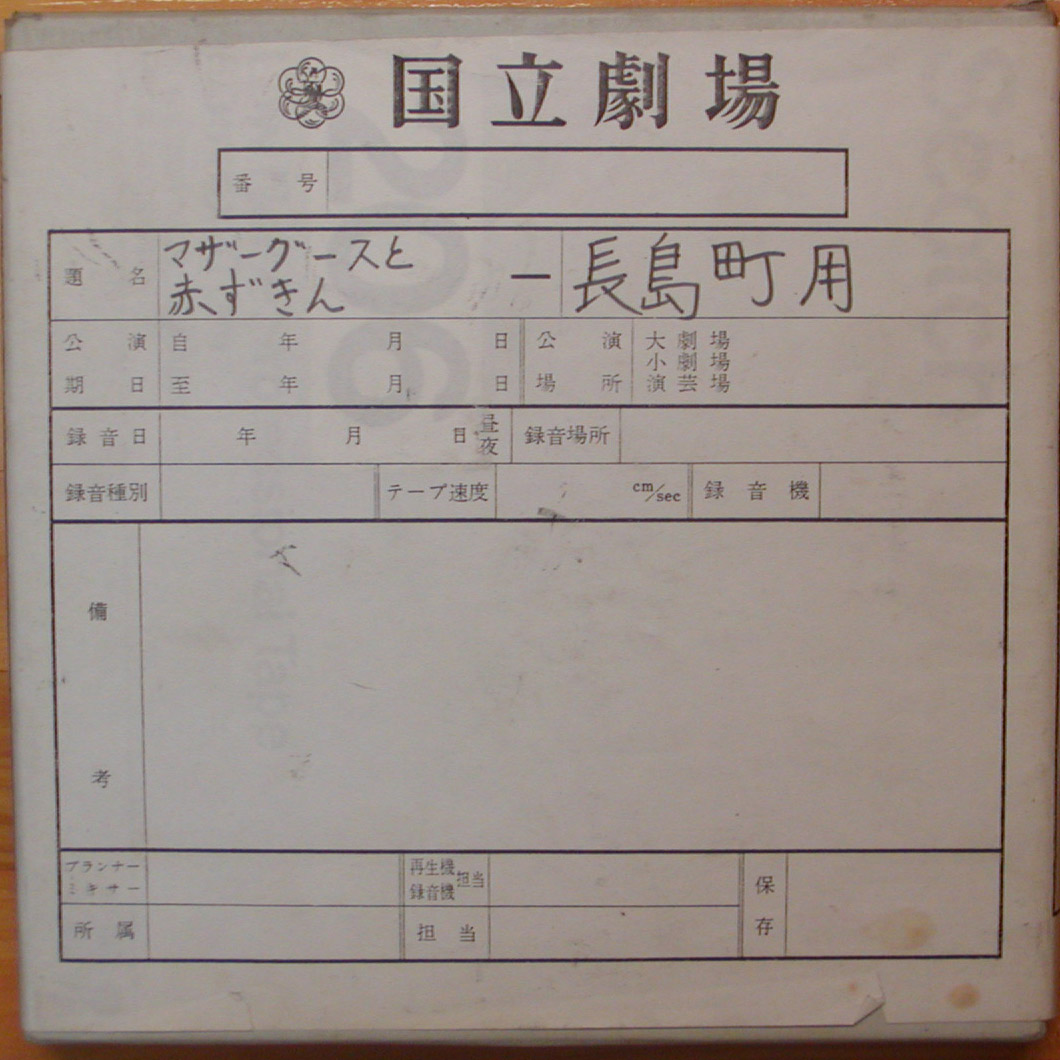 国立劇場
番号
題名 マザーグースと赤ずきん ー 長島町用
公演期日 自 年 月 日
至 年 月 日
公演場所 大劇場
小劇場
演芸場
録音日 年 月 日 昼夜 録音場所
録音種別 テープ速度 cm/sec 録音機
備考
プランナー
ミキサー
再生機
録音機
担当
保存
所属 担当